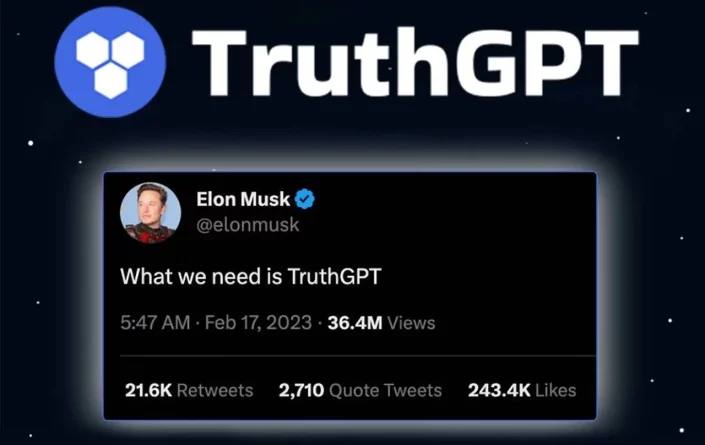 TruthGPT
Elon Musk
@elonmusk
What we need is TruthGPT
5:47 AM · Feb 17, 2023 · 36.4M Views
21.6K Retweets 2,710 Quote Tweets 243.4K Likes